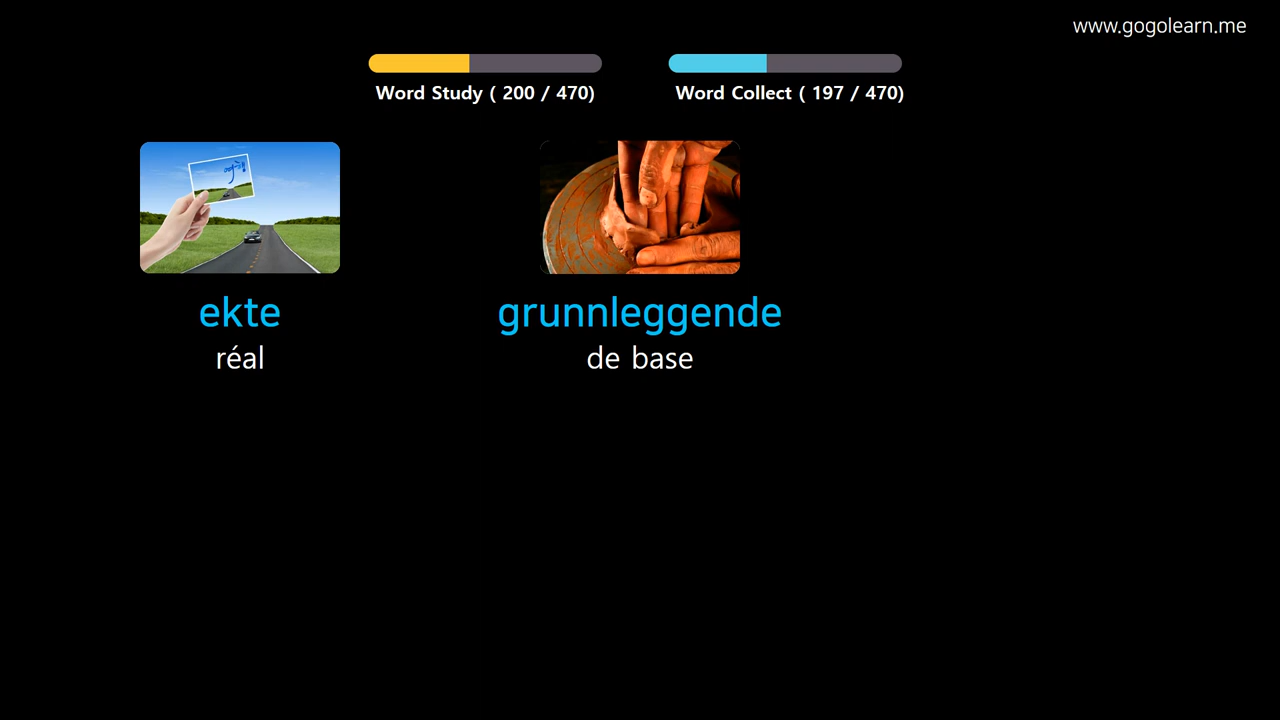 www.gogolearn.me
Word Study ( 200 / 470)
Word Collect ( 197 / 470)
ekte
grunnleggende
réal
de base